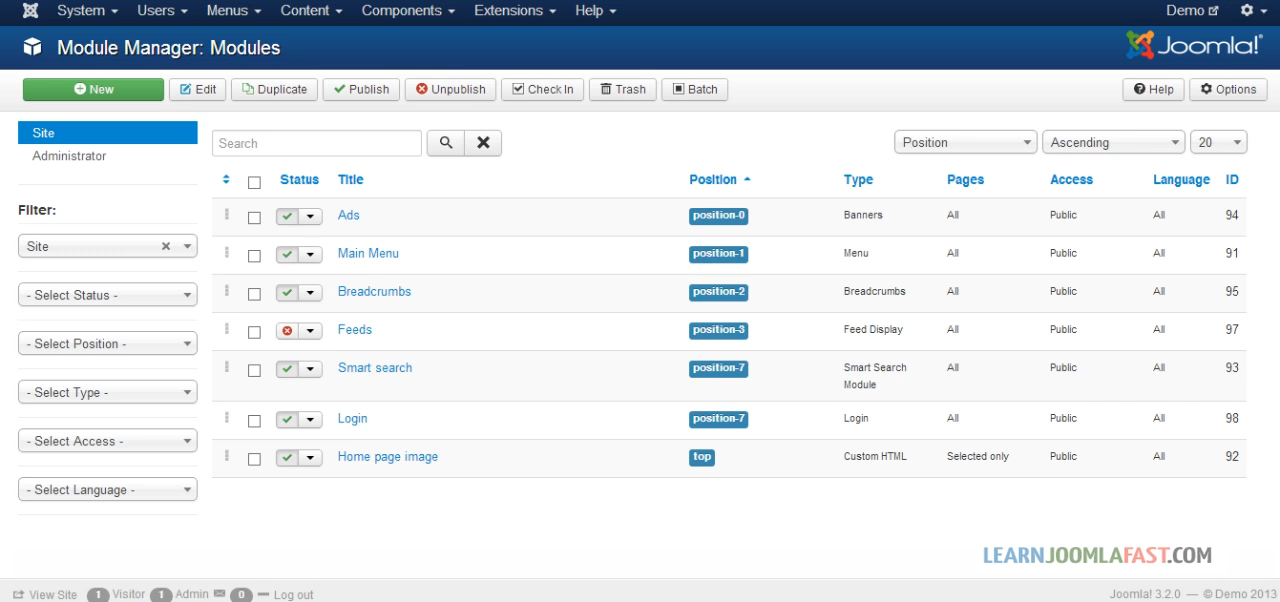 System Users Menus Content Components Extensions Help Demo
Module Manager: Modules Joomla!®
New Edit Duplicate Publish Unpublish Check In Trash Batch Help Options
Site
Administrator
Filter:
Site
- Select Status -
- Select Position -
- Select Type -
- Select Access -
- Select Language -
Search Position Ascending 20
Status Title Position Type Pages Access Language ID
Ads position-0 Banners All Public All 94
Main Menu position-1 Menu All Public All 91
Breadcrumbs position-2 Breadcrumbs All Public All 95
Feeds position-3 Feed Display All Public All 97
Smart search position-7 Smart Search All Public All 93
Module
Login position-7 Login All Public All 98
Home page image top Custom HTML Selected only Public All 92
LEARNJOOMLAFAST.COM
View Site 1 Visitor 1 Admin 0 Log out Joomla! 3.2.0 — © Demo 2013